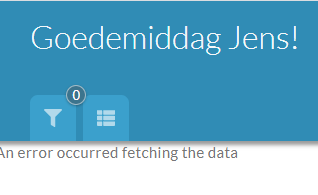 Goedemiddag Jens!
0
An error occurred fetching the data